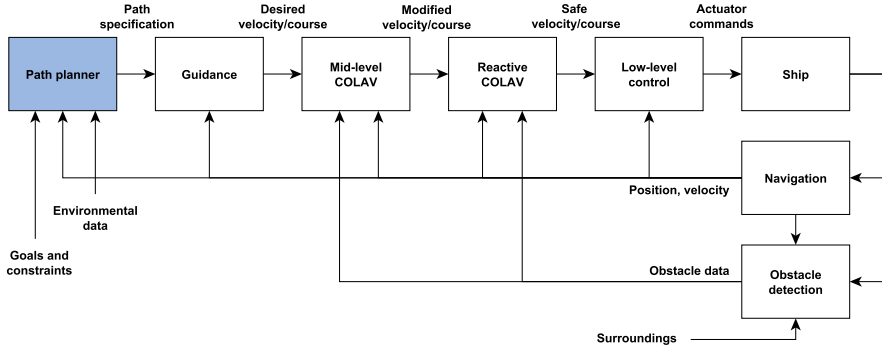 Path
specification
Desired
velocity/course
Modified
velocity/course
Safe
velocity/course
Actuator
commands
Path planner
Guidance
Mid-level
COLAV
Reactive
COLAV
Low-level
control
Ship
Navigation
Position, velocity
Environmental
data
Goals and
constraints
Obstacle data
Obstacle
detection
Surroundings